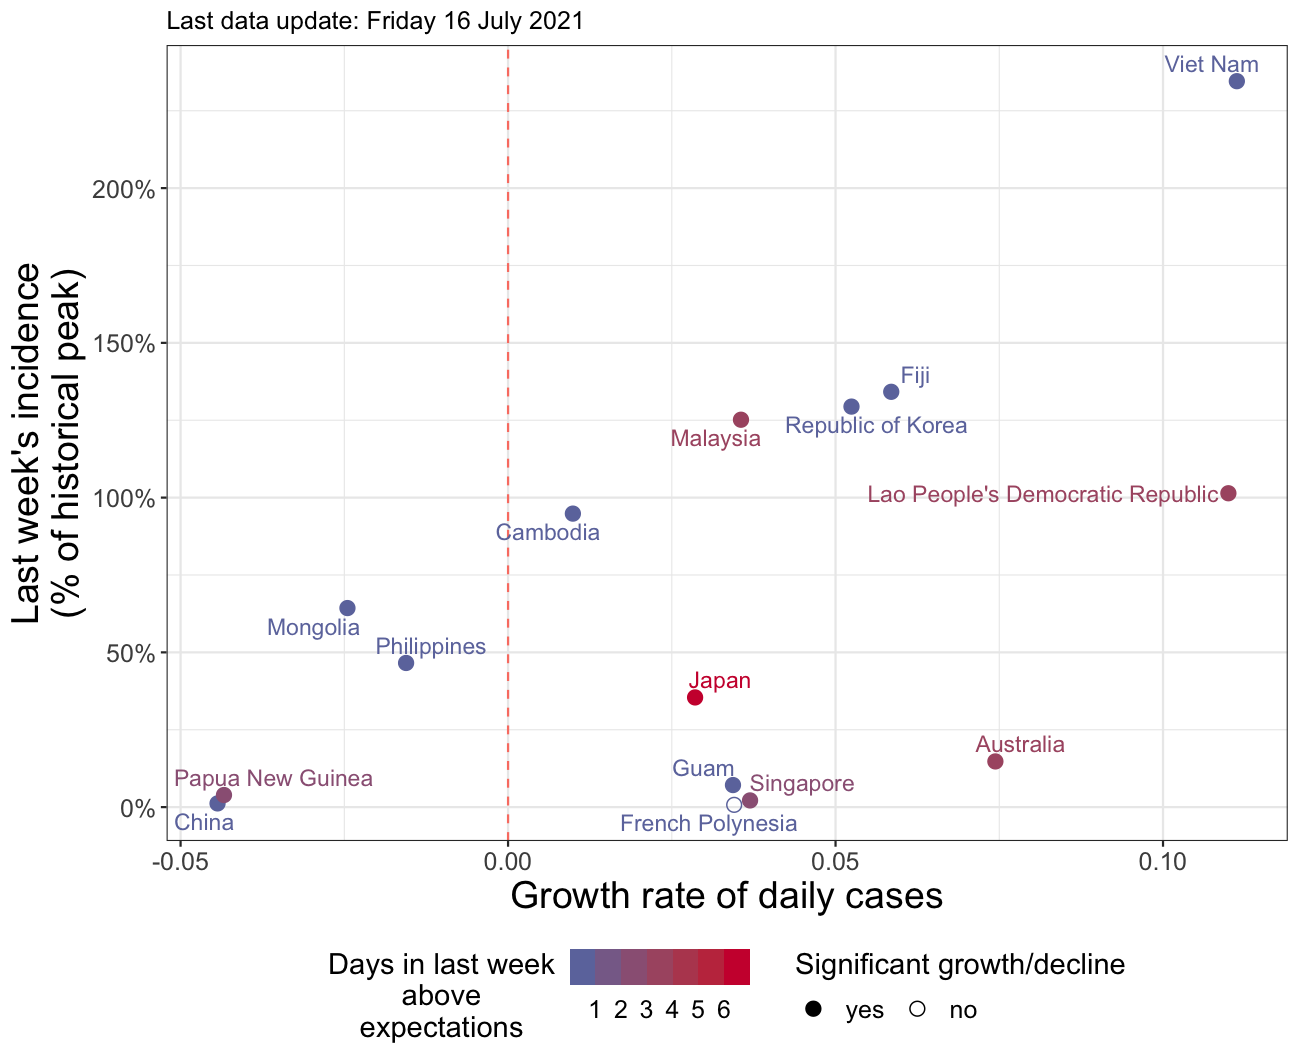 Last data update: Friday 16 July 2021
Viet Nam
200%
150%
Fiji
Republic of Korea
Malaysia
100%
Lao People's Democratic Republic
Cambodia
Mongolia
Philippines
50%
Japan
Australia
Guam
Singapore
Papua New Guinea
0%
China
French Polynesia
Last week's incidence
(% of historical peak)
-0.05 0.00 0.05 0.10
Growth rate of daily cases
Days in last week
above
expectations
1 2 3 4 5 6
Significant growth/decline
yes no